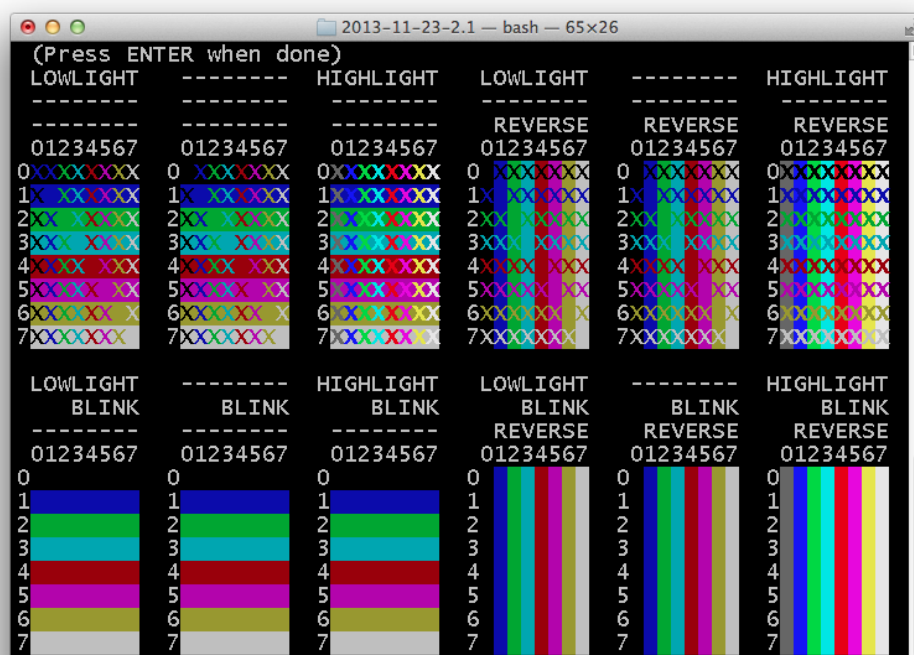 2013-11-23-2.1 — bash — 65×26
(Press ENTER when done)
LOWLIGHT -------- HIGHLIGHT LOWLIGHT -------- HIGHLIGHT
-------- -------- -------- -------- -------- --------
-------- -------- -------- REVERSE REVERSE REVERSE
01234567 01234567 01234567 01234567 01234567 01234567
0 XXXXXXX 0 XXXXXXX 0XXXXXXXX 0 XXXXXXX 0 XXXXXXX 0XXXXXXXX
1X XXXXXX 1X XXXXXX 1XXXXXXXX 1X XXXXXX 1X XXXXXX 1XXXXXXXX
2XX XXXXX 2XX XXXXX 2XXXXXXXX 2XX XXXXX 2XX XXXXX 2XXXXXXXX
3XXX XXXX 3XXX XXXX 3XXXXXXXX 3XXX XXXX 3XXX XXXX 3XXXXXXXX
4XXXX XXX 4XXXX XXX 4XXXXXXXX 4XXXX XXX 4XXXX XXX 4XXXXXXXX
5XXXXX XX 5XXXXX XX 5XXXXXXXX 5XXXXX XX 5XXXXX XX 5XXXXXXXX
6XXXXXX X 6XXXXXX X 6XXXXXXXX 6XXXXXX X 6XXXXXX X 6XXXXXXXX
7XXXXXXX 7XXXXXXX 7XXXXXXXX 7XXXXXXX 7XXXXXXX 7XXXXXXXX
LOWLIGHT -------- HIGHLIGHT LOWLIGHT -------- HIGHLIGHT
BLINK BLINK BLINK BLINK BLINK BLINK
-------- -------- -------- REVERSE REVERSE REVERSE
01234567 01234567 01234567 01234567 01234567 01234567
0 0 0 0 0 0
1 1 1 1 1 1
2 2 2 2 2 2
3 3 3 3 3 3
4 4 4 4 4 4
5 5 5 5 5 5
6 6 6 6 6 6
7 7 7 7 7 7